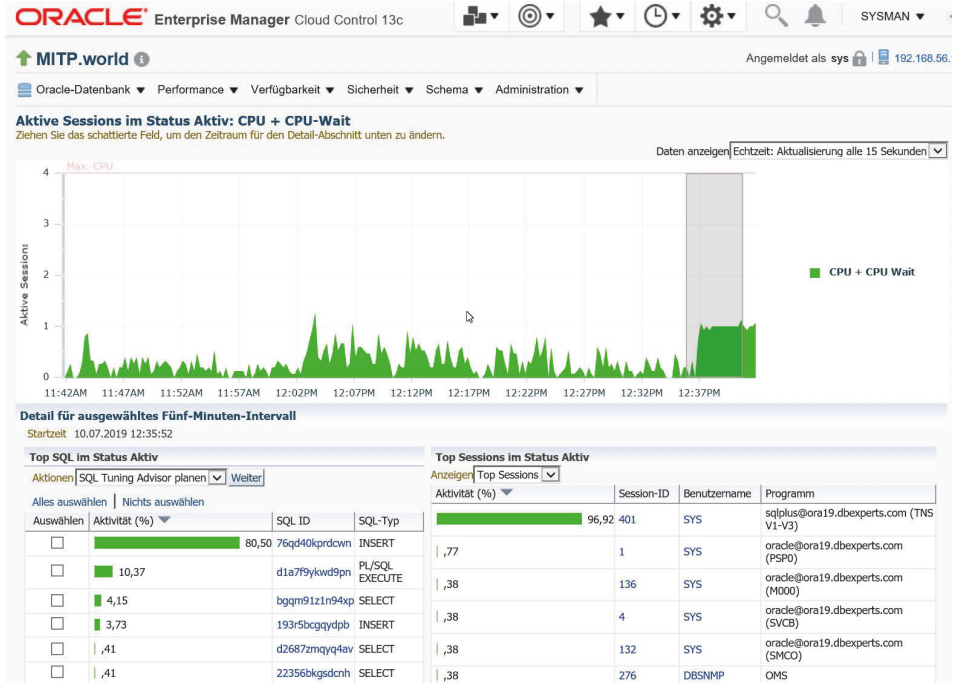 ORACLE Enterprise Manager Cloud Control 13c
SYSMAN
MITP.world
Angemeldet als sys
192.168.56.
Oracle-Datenbank Performance Verfügbarkeit Sicherheit Schema Administration
Aktive Sessions im Status Aktiv: CPU + CPU-Wait
Ziehen Sie das schattierte Feld, um den Zeitraum für den Detail-Abschnitt unten zu ändern.
Daten anzeigen Echtzeit: Aktualisierung alle 15 Sekunden
Max. CPU
4
3
2
1
0
Aktive Sessions
CPU + CPU Wait
11:42AM 11:47AM 11:52AM 11:57AM 12:02PM 12:07PM 12:12PM 12:17PM 12:22PM 12:27PM 12:32PM 12:37PM
Detail für ausgewähltes Fünf-Minuten-Intervall
Startzeit 10.07.2019 12:35:52
Top SQL im Status Aktiv
Aktionen SQL Tuning Advisor planen Weiter
Alles auswählen | Nichts auswählen
Auswählen Aktivität (%) SQL ID SQL-Typ
80,50 76qd40kprdcwn INSERT
10,37 d1a7f9ykwd9pn PL/SQL EXECUTE
4,15 bgqm91z1n94xp SELECT
3,73 193r5bcgqydpb INSERT
,41 d2687zmqyq4av SELECT
,41 22356bkgsdcnh SELECT
Top Sessions im Status Aktiv
Anzeigen Top Sessions
Aktivität (%) Session-ID Benutzername Programm
96,92 401 SYS sqlplus@ora19.dbexperts.com (TNS V1-V3)
,77 1 SYS oracle@ora19.dbexperts.com (PSP0)
,38 136 SYS oracle@ora19.dbexperts.com (M000)
,38 4 SYS oracle@ora19.dbexperts.com (SVCB)
,38 132 SYS oracle@ora19.dbexperts.com (SMCO)
,38 276 DBSNMP OMS